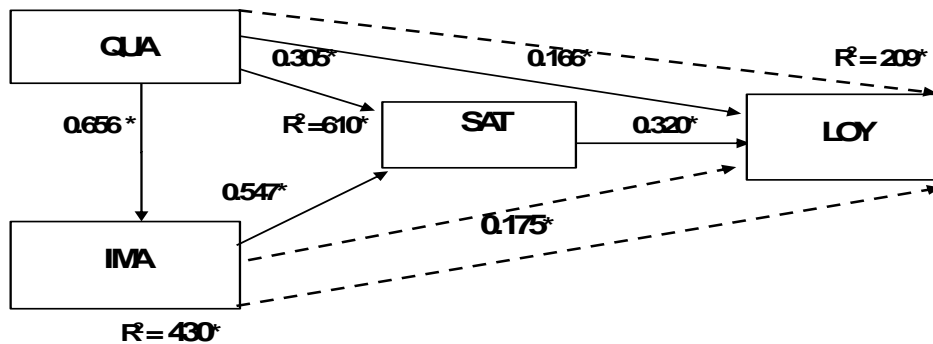 QUA
0.305*
0.165*
R²= 209*
0.656 *
R²=610*
SAT
0.320*
LOY
0.547*
0.175*
IMA
R²= 430*